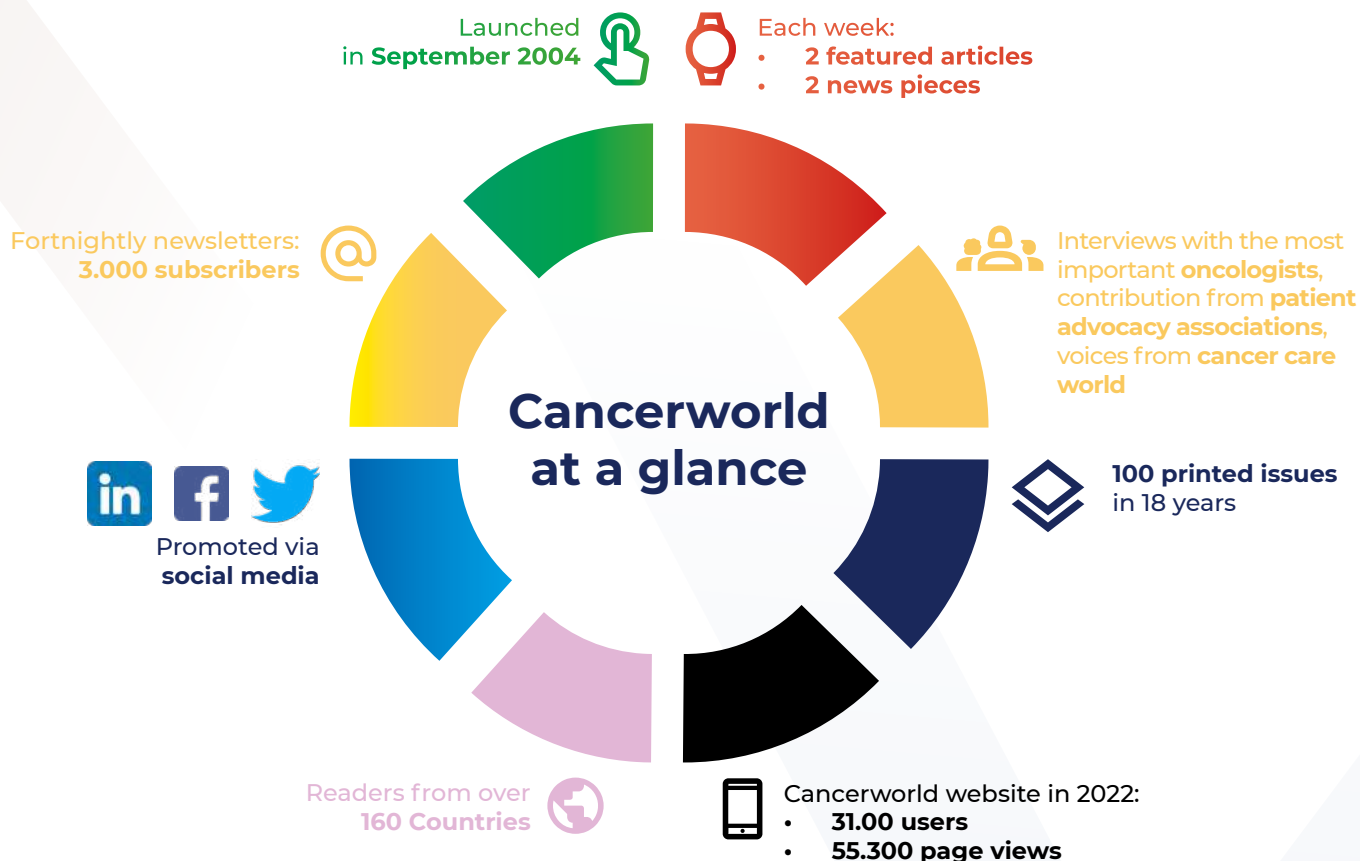 Launched
in September 2004
Each week:
• 2 featured articles
• 2 news pieces
Fortnightly newsletters:
3.000 subscribers
@
Interviews with the most
important oncologists,
contribution from patient
advocacy associations,
voices from cancer care
world
Cancerworld
at a glance
in f
Promoted via
social media
100 printed issues
in 18 years
Readers from over
160 Countries
Cancerworld website in 2022:
• 31.00 users
• 55.300 page views